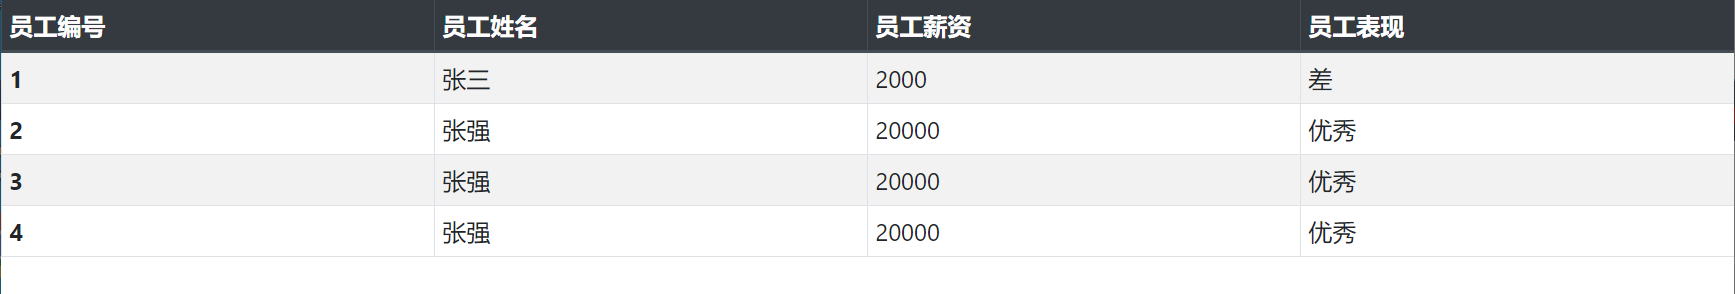 员工编号 员工姓名 员工薪资 员工表现
1 张三 2000 差
2 张强 20000 优秀
3 张强 20000 优秀
4 张强 20000 优秀